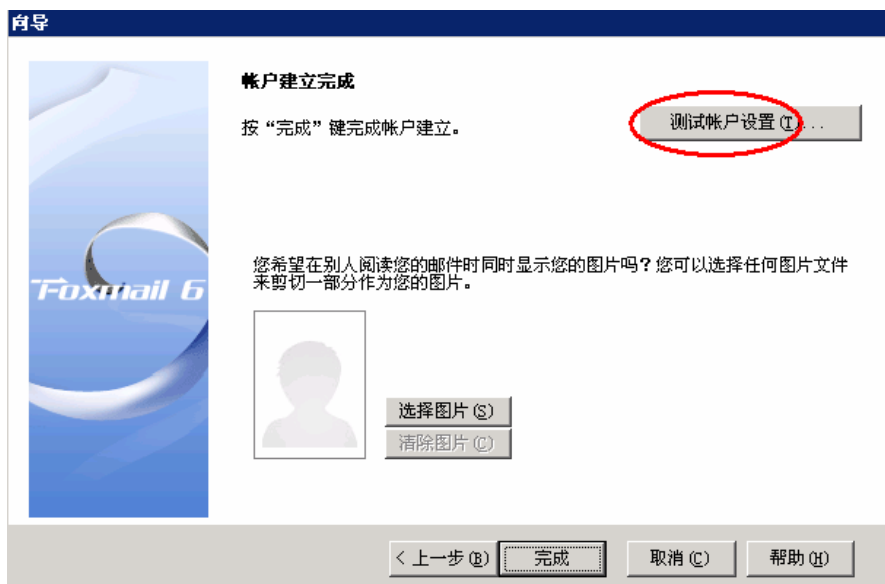 向导
帐户建立完成
按“完成”键完成帐户建立。
测试帐户设置(T)...
您希望在别人阅读您的邮件时同时显示您的图片吗?您可以选择任何图片文件
来剪切一部分作为您的图片。
Foxmail 6
选择图片(S)
清除图片(C)
< 上一步(B)
完成
取消(C)
帮助(H)